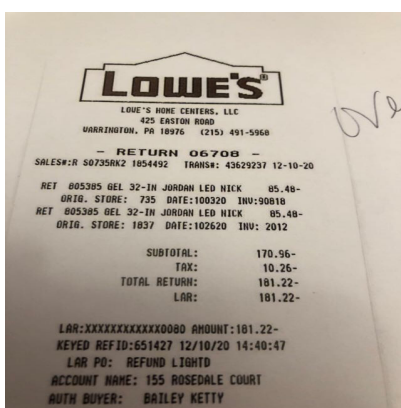 LOWE'S®
LOWE'S HOME CENTERS, LLC
425 EASTON ROAD
WARRINGTON, PA 18976 (215) 491-5960
- RETURN 06708 -
SALES#:R S0735RK2 1854492 TRANS#: 43629237 12-10-20
RET 805385 GEL 32-IN JORDAN LED NICK 85.48-
ORIG. STORE: 735 DATE:100320 INV:90818
RET 805385 GEL 32-IN JORDAN LED NICK 85.48-
ORIG. STORE: 1837 DATE:102620 INV: 2012
SUBTOTAL: 170.96-
TAX: 10.26-
TOTAL RETURN: 181.22-
LAR: 181.22-
LAR:XXXXXXXXXXXX0080 AMOUNT:181.22-
KEYED REFID:651427 12/10/20 14:40:47
LAR PO: REFUND LIGHTD
ACCOUNT NAME: 155 ROSEDALE COURT
AUTH BUYER: BAILEY KETTY